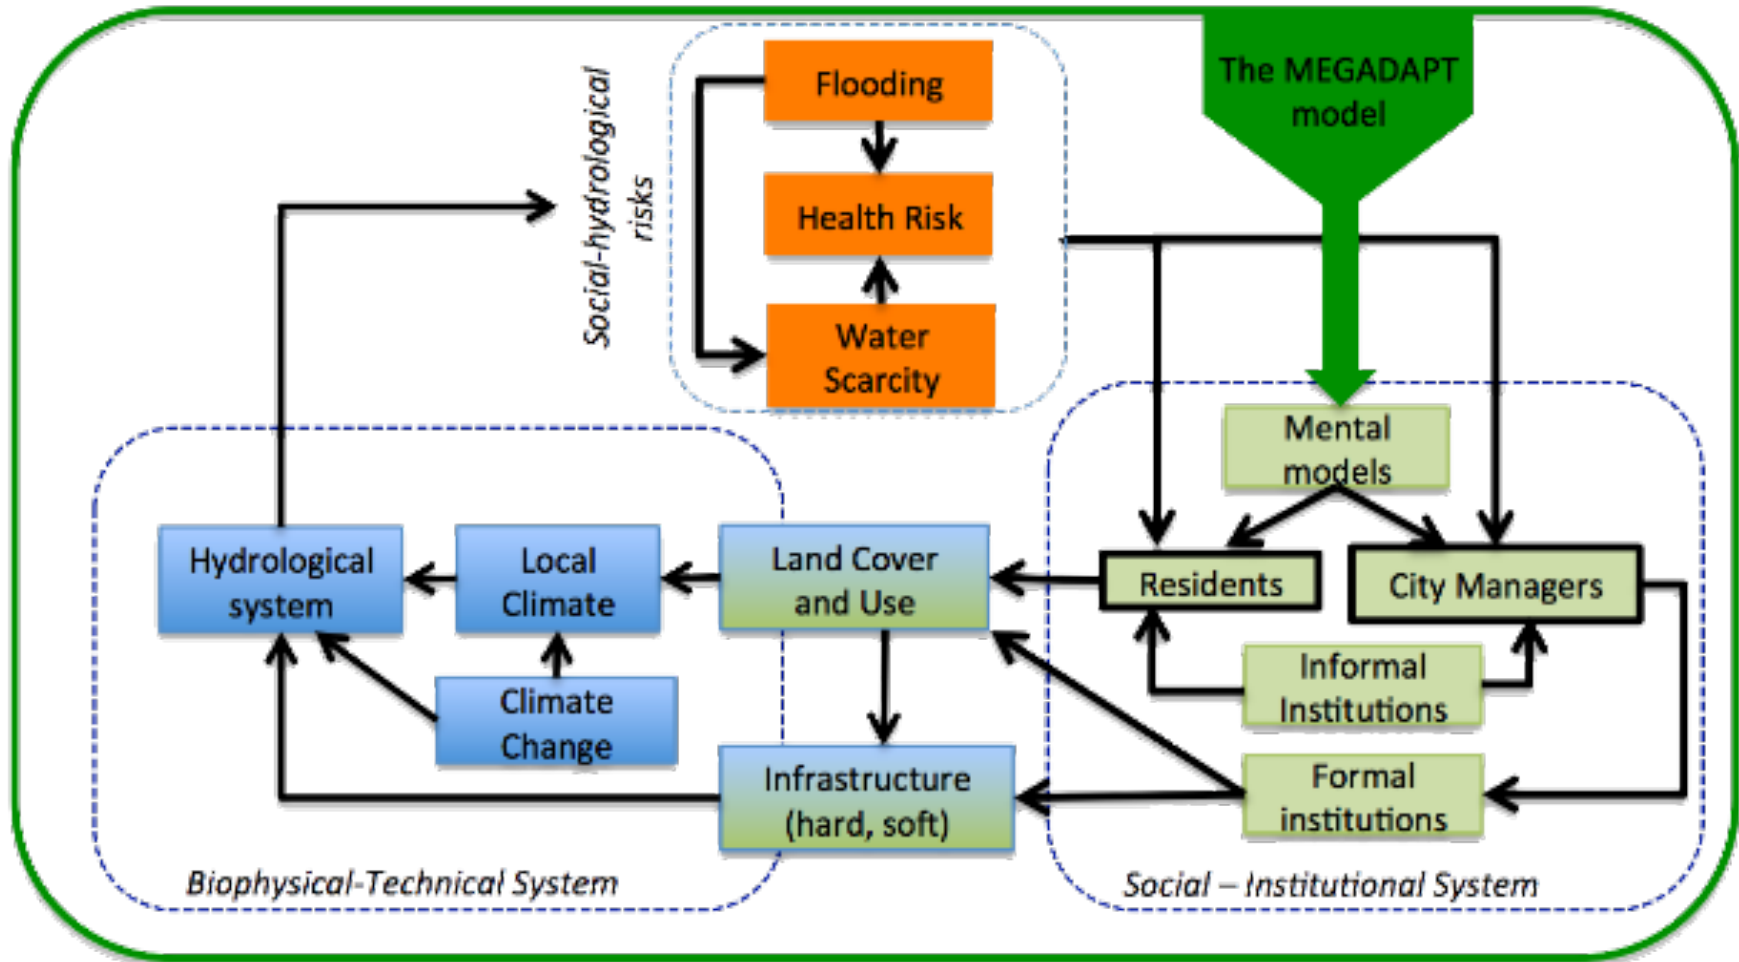 The MEGADAPT
model
Social-hydrological
risks
Flooding
Health Risk
Water
Scarcity
Mental
models
Hydrological
system
Local
Climate
Land Cover
and Use
Residents
City Managers
Climate
Change
Informal
Institutions
Infrastructure
(hard, soft)
Formal
institutions
Biophysical-Technical System
Social – Institutional System